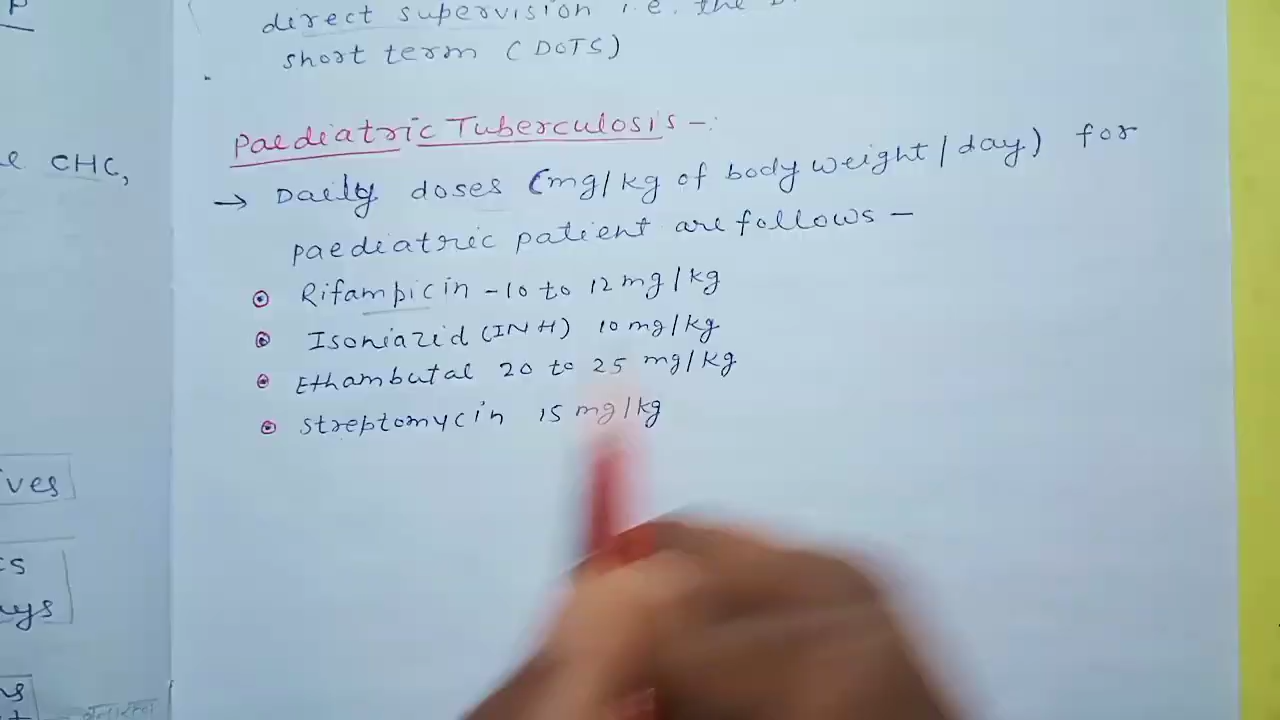 direct supervision i.e. the
short term (DOTS)
Paediatric Tuberculosis -:
→ Daily doses (mg/kg of body weight/day) for
paediatric patient are follows -
Rifampicin - 10 to 12 mg/kg
Isoniazid (INH) 10 mg/kg
Ethambutal 20 to 25 mg/kg
Streptomycin 15 mg/kg
CHC,
ves
ays